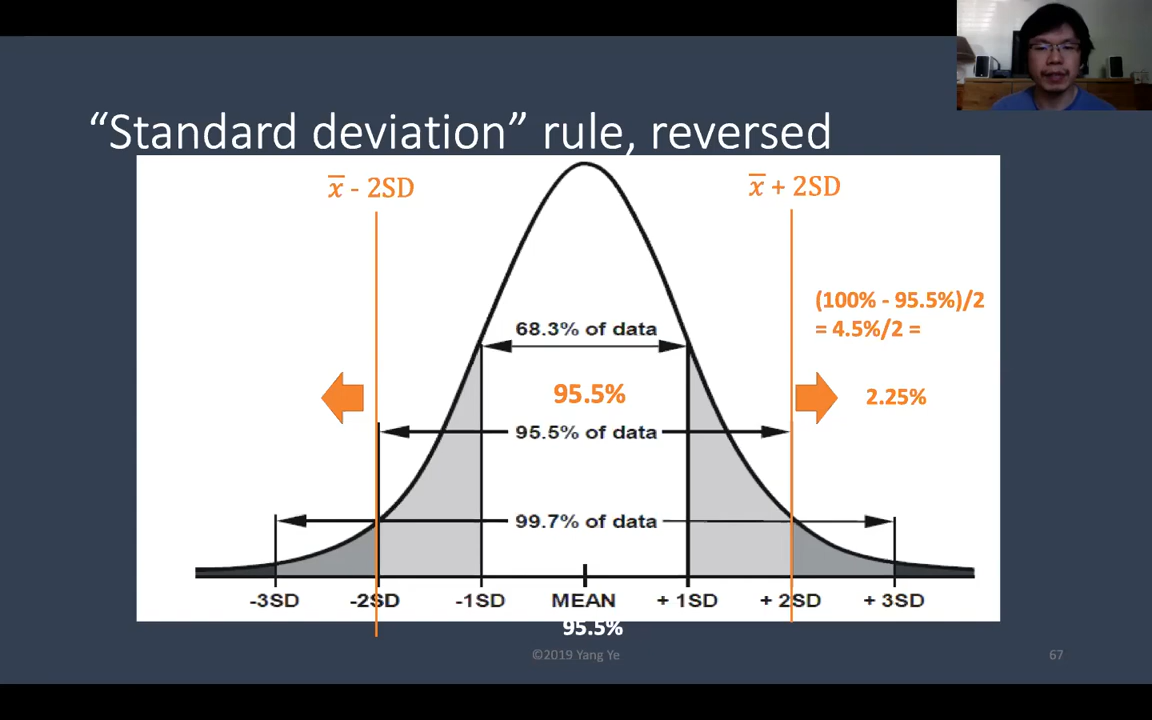 “Standard deviation” rule, reversed
x̅ - 2SD
x̅ + 2SD
(100% - 95.5%)/2
= 4.5%/2 =
68.3% of data
95.5%
2.25%
95.5% of data
99.7% of data
-3SD -2SD -1SD MEAN + 1SD + 2SD + 3SD
95.5%
©2019 Yang Ye
67